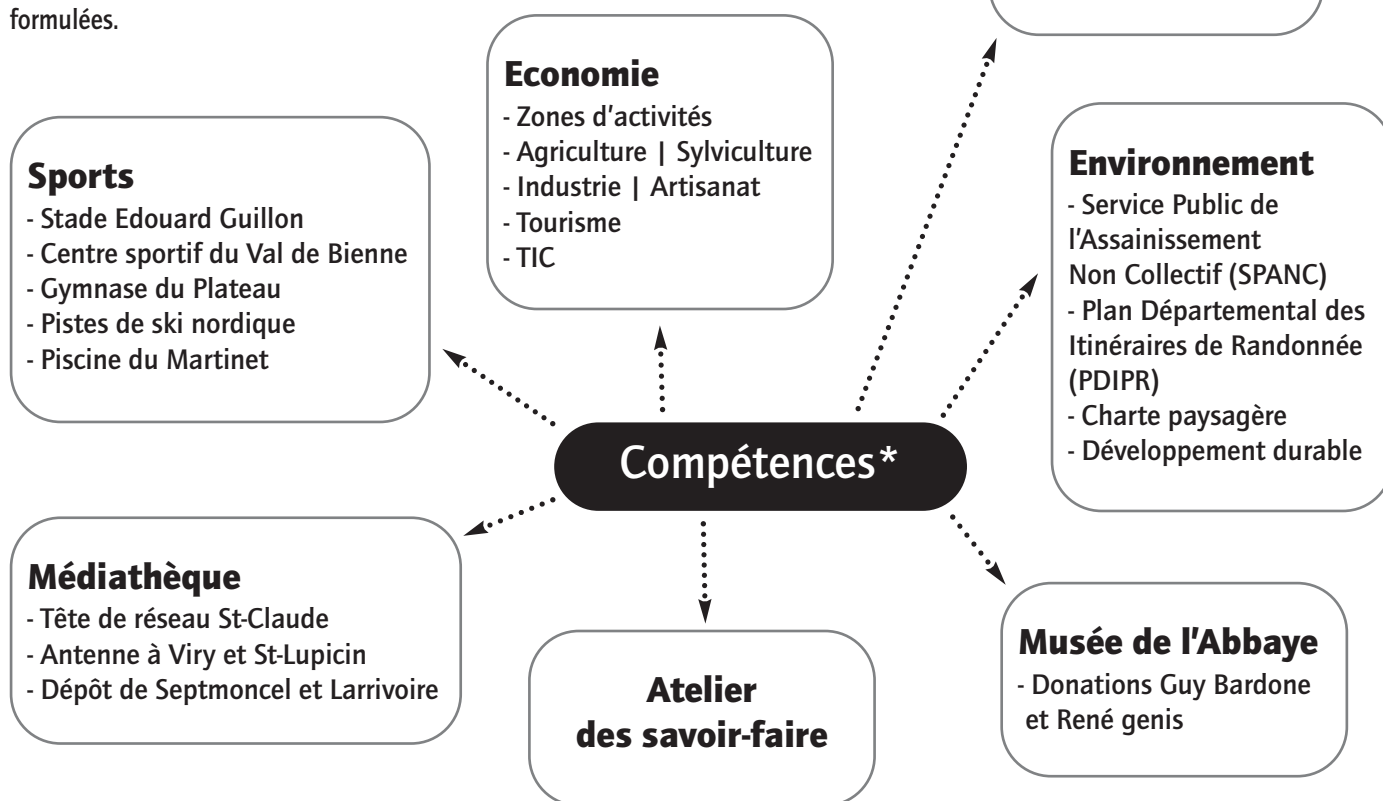 formulées.
Economie
- Zones d'activités
- Agriculture | Sylviculture
- Industrie | Artisanat
- Tourisme
- TIC
Sports
- Stade Edouard Guillon
- Centre sportif du Val de Bienne
- Gymnase du Plateau
- Pistes de ski nordique
- Piscine du Martinet
Environnement
- Service Public de
l'Assainissement
Non Collectif (SPANC)
- Plan Départemental des
Itinéraires de Randonnée
(PDIPR)
- Charte paysagère
- Développement durable
Compétences*
Médiathèque
- Tête de réseau St-Claude
- Antenne à Viry et St-Lupicin
- Dépôt de Septmoncel et Larrivoire
Atelier
des savoir-faire
Musée de l'Abbaye
- Donations Guy Bardone
et René genis